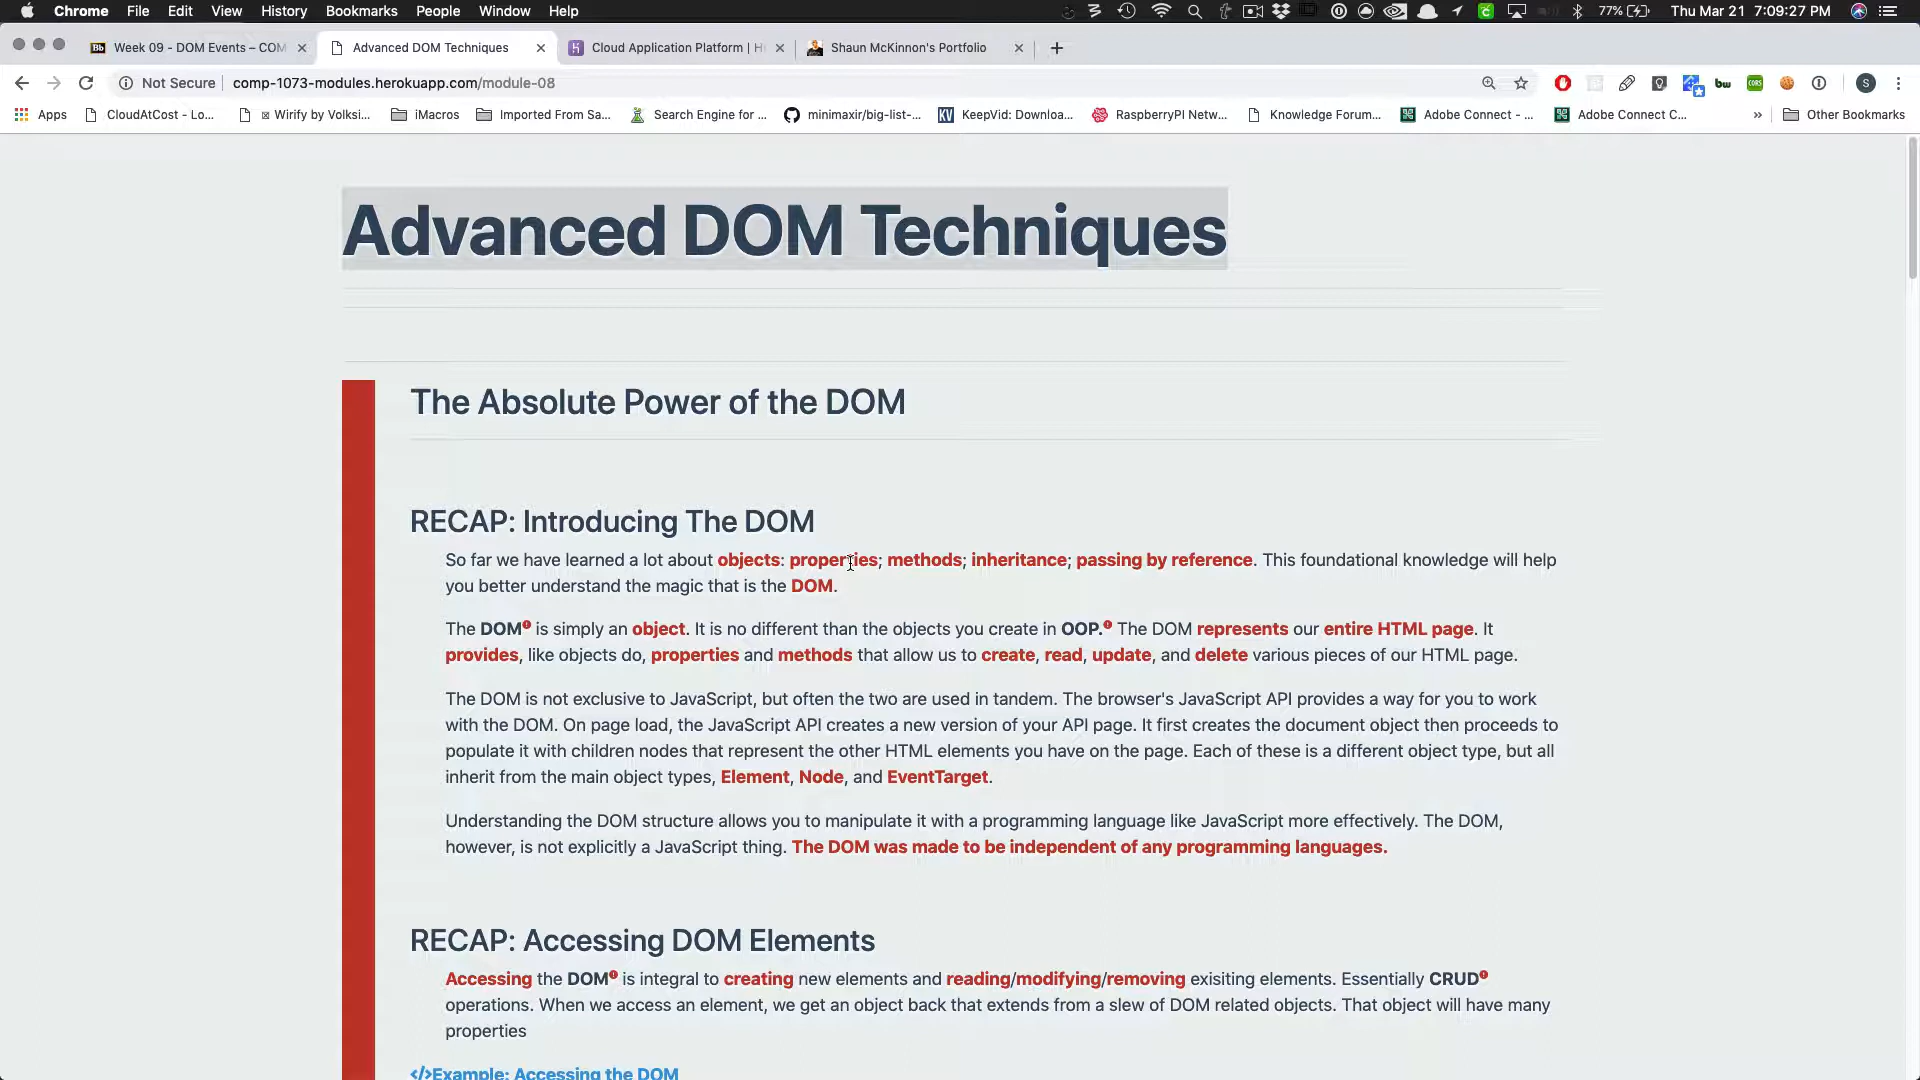 Chrome File Edit View History Bookmarks People Window Help 77% Thu Mar 21 7:09:27 PM
Week 09 - DOM Events – COM Advanced DOM Techniques Cloud Application Platform | H Shaun McKinnon's Portfolio
Not Secure comp-1073-modules.herokuapp.com/module-08
Apps CloudAtCost - Lo... Wirify by Volksi... iMacros Imported From Sa... Search Engine for ... minimaxir/big-list-... KeepVid: Downloa... RaspberryPI Netw... Knowledge Forum... Adobe Connect - ... Adobe Connect C... » Other Bookmarks
Advanced DOM Techniques
The Absolute Power of the DOM
RECAP: Introducing The DOM
So far we have learned a lot about objects: properties; methods; inheritance; passing by reference. This foundational knowledge will help
you better understand the magic that is the DOM.
The DOM is simply an object. It is no different than the objects you create in OOP. The DOM represents our entire HTML page. It
provides, like objects do, properties and methods that allow us to create, read, update, and delete various pieces of our HTML page.
The DOM is not exclusive to JavaScript, but often the two are used in tandem. The browser's JavaScript API provides a way for you to work
with the DOM. On page load, the JavaScript API creates a new version of your API page. It first creates the document object then proceeds to
populate it with children nodes that represent the other HTML elements you have on the page. Each of these is a different object type, but all
inherit from the main object types, Element, Node, and EventTarget.
Understanding the DOM structure allows you to manipulate it with a programming language like JavaScript more effectively. The DOM,
however, is not explicitly a JavaScript thing. The DOM was made to be independent of any programming languages.
RECAP: Accessing DOM Elements
Accessing the DOM is integral to creating new elements and reading/modifying/removing exisiting elements. Essentially CRUD
operations. When we access an element, we get an object back that extends from a slew of DOM related objects. That object will have many
properties
</>Example: Accessing the DOM